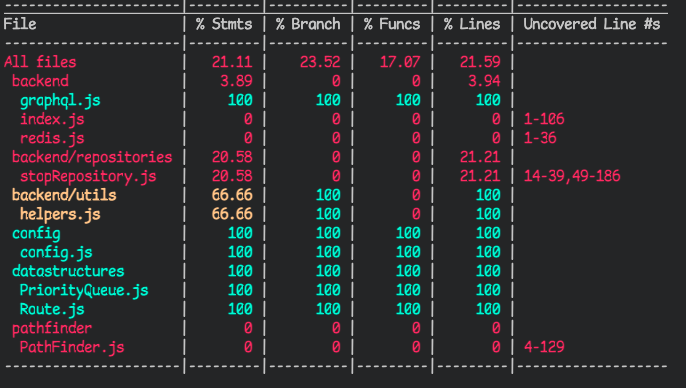 -------------------|---------|----------|---------|---------|-------------------
File               | % Stmts | % Branch | % Funcs | % Lines | Uncovered Line #s
-------------------|---------|----------|---------|---------|-------------------
All files          |   21.11 |    23.52 |   17.07 |   21.59 |
 backend           |    3.89 |        0 |       0 |    3.94 |
  graphql.js       |     100 |      100 |     100 |     100 |
  index.js         |       0 |        0 |       0 |       0 | 1-106
  redis.js         |       0 |        0 |       0 |       0 | 1-36
 backend/repositories |   20.58 |        0 |       0 |   21.21 |
  stopRepository.js |   20.58 |        0 |       0 |   21.21 | 14-39,49-186
 backend/utils     |   66.66 |      100 |       0 |     100 |
  helpers.js       |   66.66 |      100 |       0 |     100 |
 config            |     100 |      100 |     100 |     100 |
  config.js        |     100 |      100 |     100 |     100 |
 datastructures    |     100 |      100 |     100 |     100 |
  PriorityQueue.js |     100 |      100 |     100 |     100 |
  Route.js         |     100 |      100 |     100 |     100 |
 pathfinder        |       0 |        0 |       0 |       0 |
  PathFinder.js    |       0 |        0 |       0 |       0 | 4-129
-------------------|---------|----------|---------|---------|-------------------